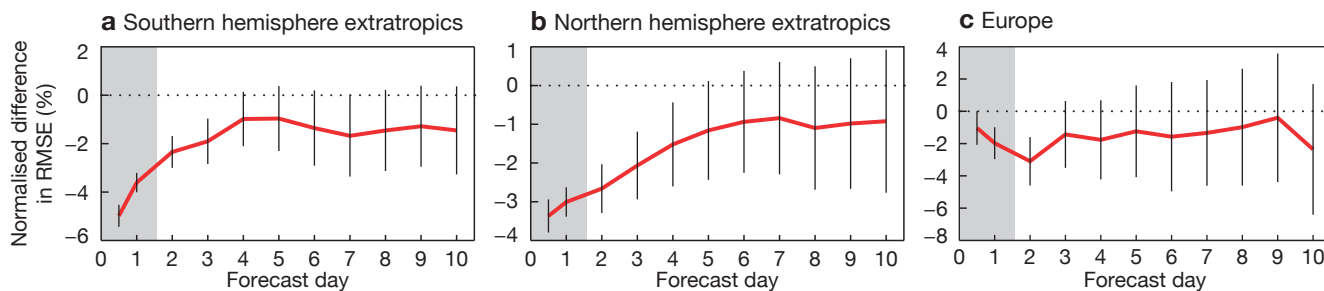 a Southern hemisphere extratropics
b Northern hemisphere extratropics
c Europe
Normalised difference
in RMSE (%)
2
0
−2
−4
−6
0 1 2 3 4 5 6 7 8 9 10
Forecast day
1
0
−1
−2
−3
−4
0 1 2 3 4 5 6 7 8 9 10
Forecast day
4
2
0
−2
−4
−6
−8
0 1 2 3 4 5 6 7 8 9 10
Forecast day